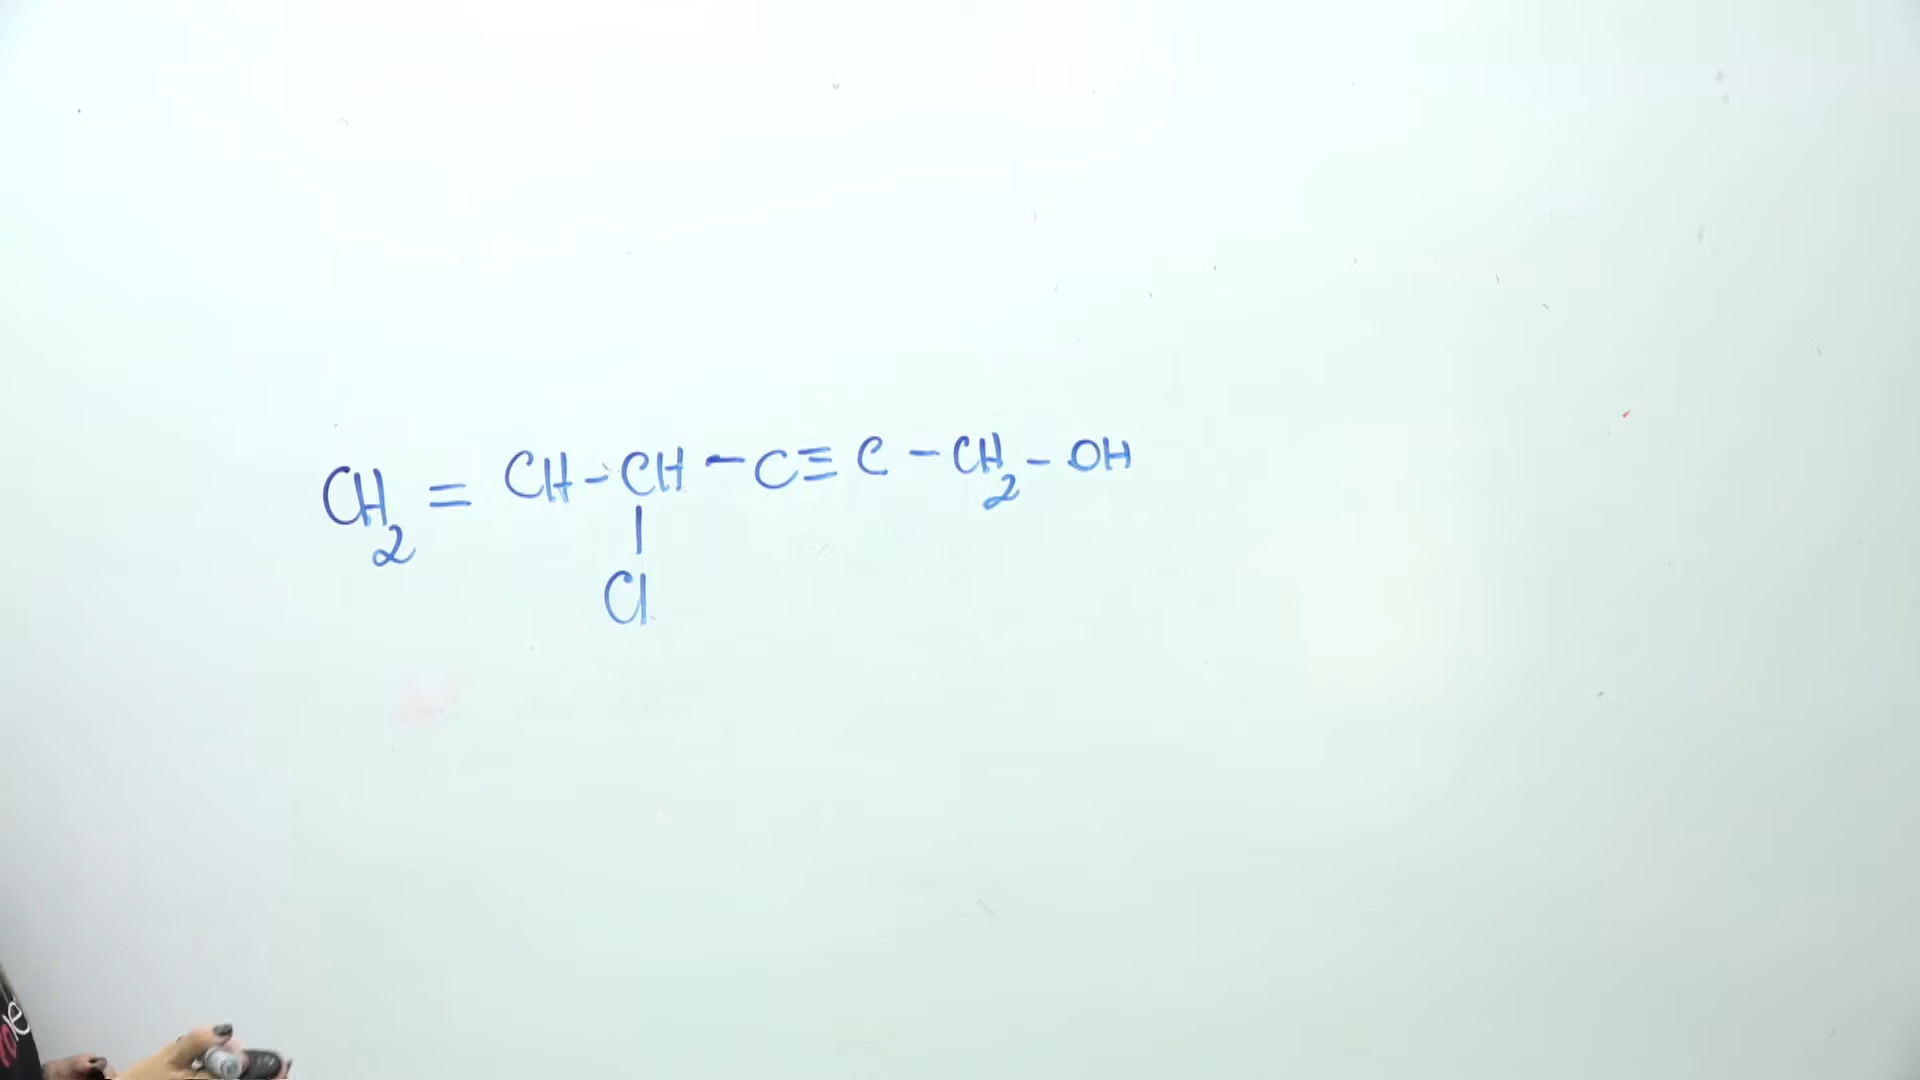 CH₂ = CH - CH - C ≡ C - CH₂ - OH
|
Cl